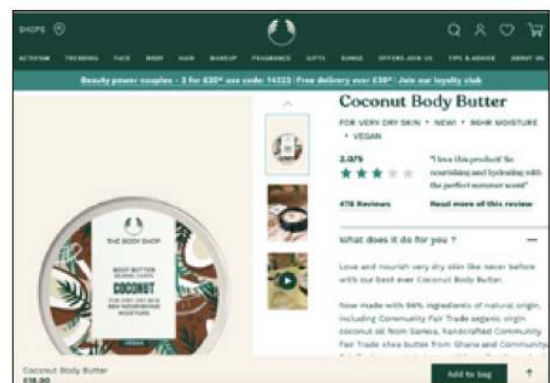 SHOPS
ACTIVISM TRENDING FACE BODY HAIR MAKEUP FRAGRANCE GIFTS RANGE OFFERS JOIN US TIPS & ADVICE ABOUT US
Beauty power couples - 2 for £30* use code: 14222 | Free delivery over £30* | Join our loyalty club
THE BODY SHOP
BODY BUTTER
COCONUT
FOR VERY DRY SKIN
96H NOURISHING
MOISTURE
VEGAN
Coconut Body Butter
FOR VERY DRY SKIN • NEW! • 96HR MOISTURE
• VEGAN
3.0/5
"I love this product! So
nourishing and hydrating with
the perfect summer scent"
478 Reviews
Read more of this review
What does it do for you ?
Love and nourish very dry skin like never before
with our best ever Coconut Body Butter.
Now made with 96% ingredients of natural origin,
including Community Fair Trade organic virgin
coconut oil from Samoa, handcrafted Community
Fair Trade shea butter from Ghana and Community
Coconut Body Butter
£18.00
Add to bag